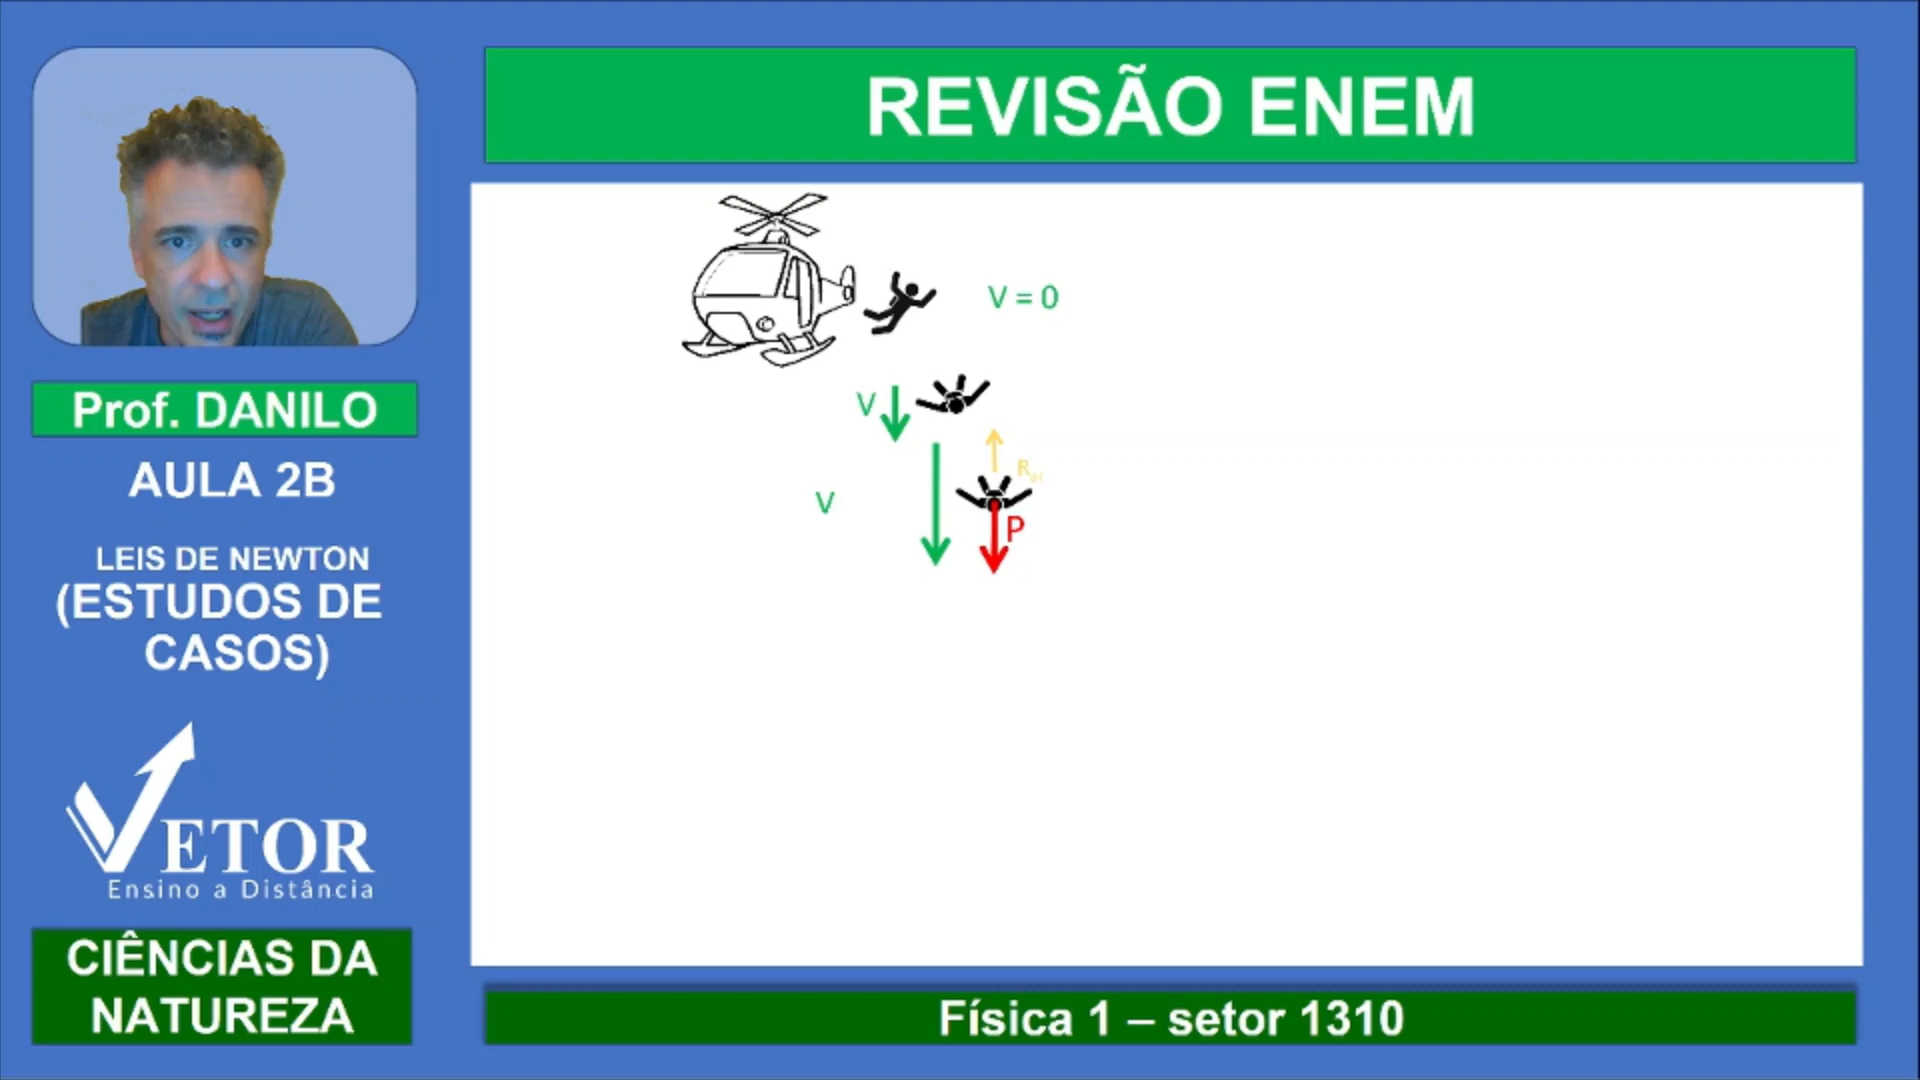 REVISÃO ENEM
Prof. DANILO
AULA 2B
LEIS DE NEWTON
(ESTUDOS DE
CASOS)
VETOR
Ensino a Distância
CIÊNCIAS DA
NATUREZA
V = 0
V
V
R
P
Física 1 – setor 1310